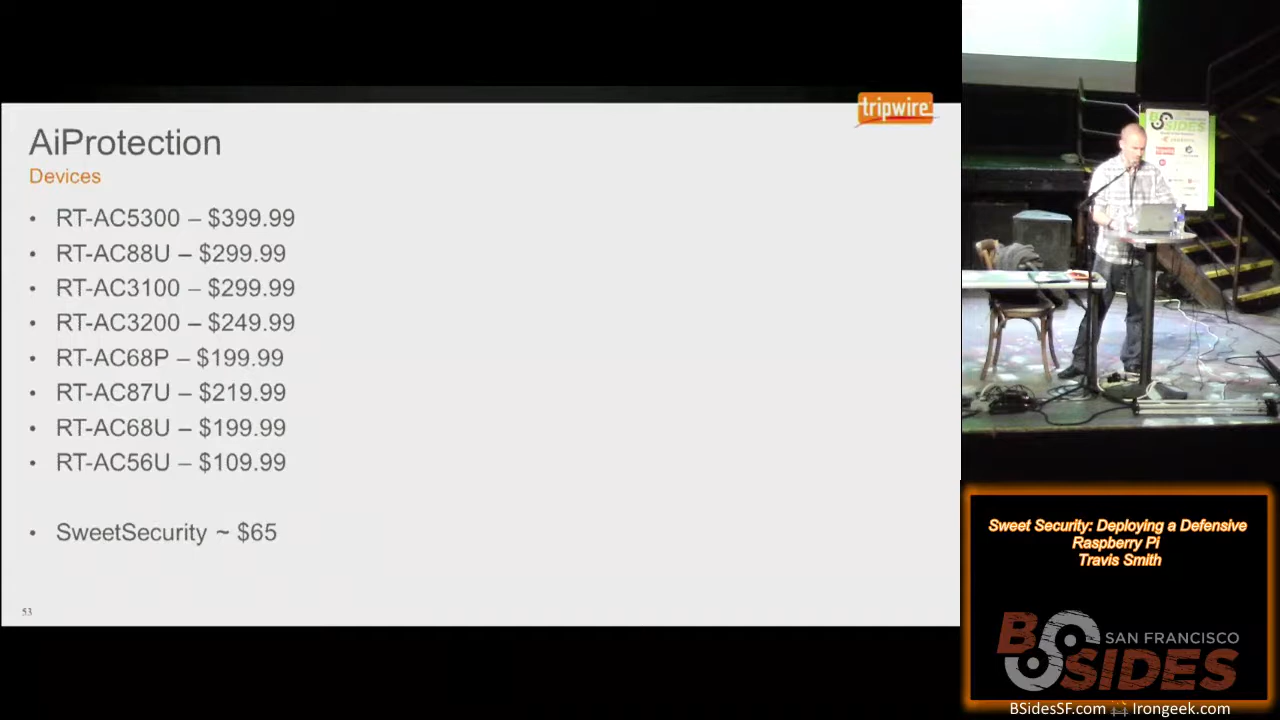 tripwire
AiProtection
Devices
• RT-AC5300 – $399.99
• RT-AC88U – $299.99
• RT-AC3100 – $299.99
• RT-AC3200 – $249.99
• RT-AC68P – $199.99
• RT-AC87U – $219.99
• RT-AC68U – $199.99
• RT-AC56U – $109.99
• SweetSecurity ~ $65
53
BSIDES
Sweet Security: Deploying a Defensive
Raspberry Pi
Travis Smith
BSIDES
SAN FRANCISCO
BSidesSF.com
Irongeek.com